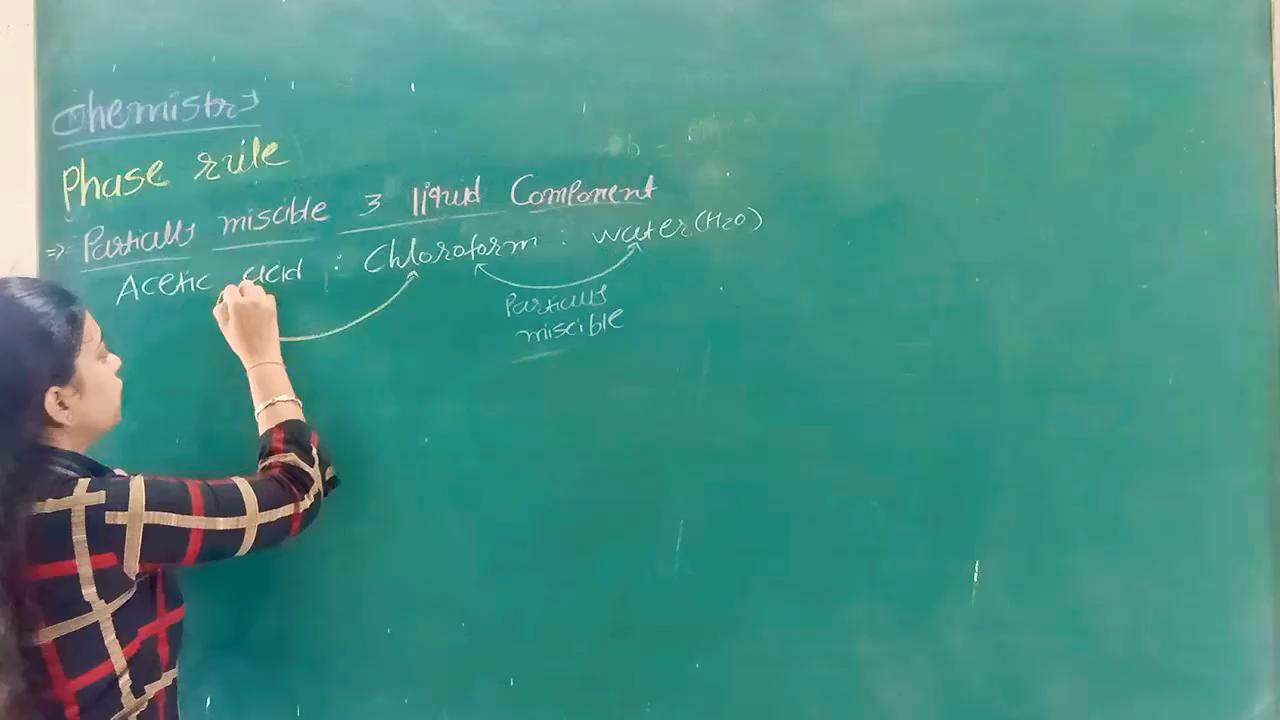 Chemistry
Phase rule
⇒ Partially miscible 3 liquid Component
Acetic acid : Chloroform : water (H2O)
Partially
miscible